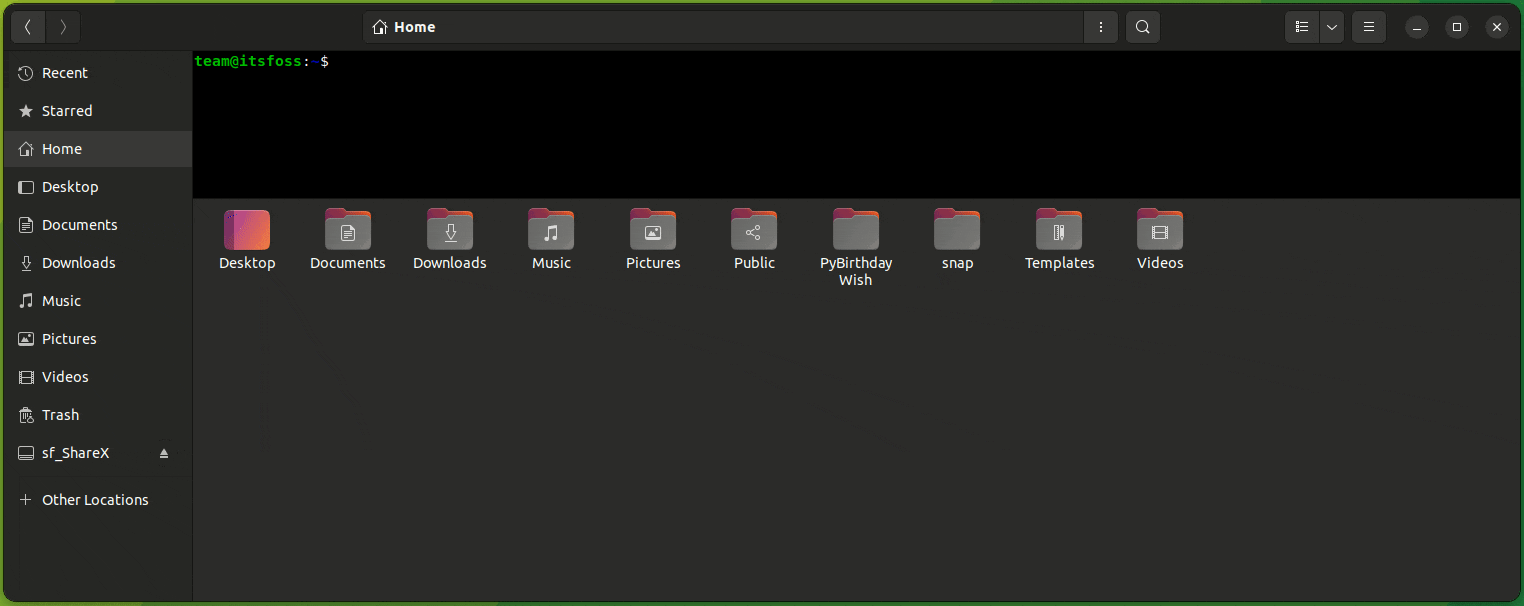 Home
team@itsfoss:~$
Recent
Starred
Home
Desktop
Documents
Downloads
Music
Pictures
Videos
Trash
sf_ShareX
Other Locations
Desktop
Documents
Downloads
Music
Pictures
Public
PyBirthday
Wish
snap
Templates
Videos